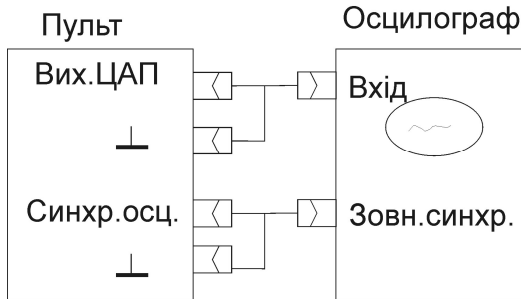 Пульт
Осцилограф
Вих.ЦАП
Вхід
Синхр.осц.
Зовн.синхр.